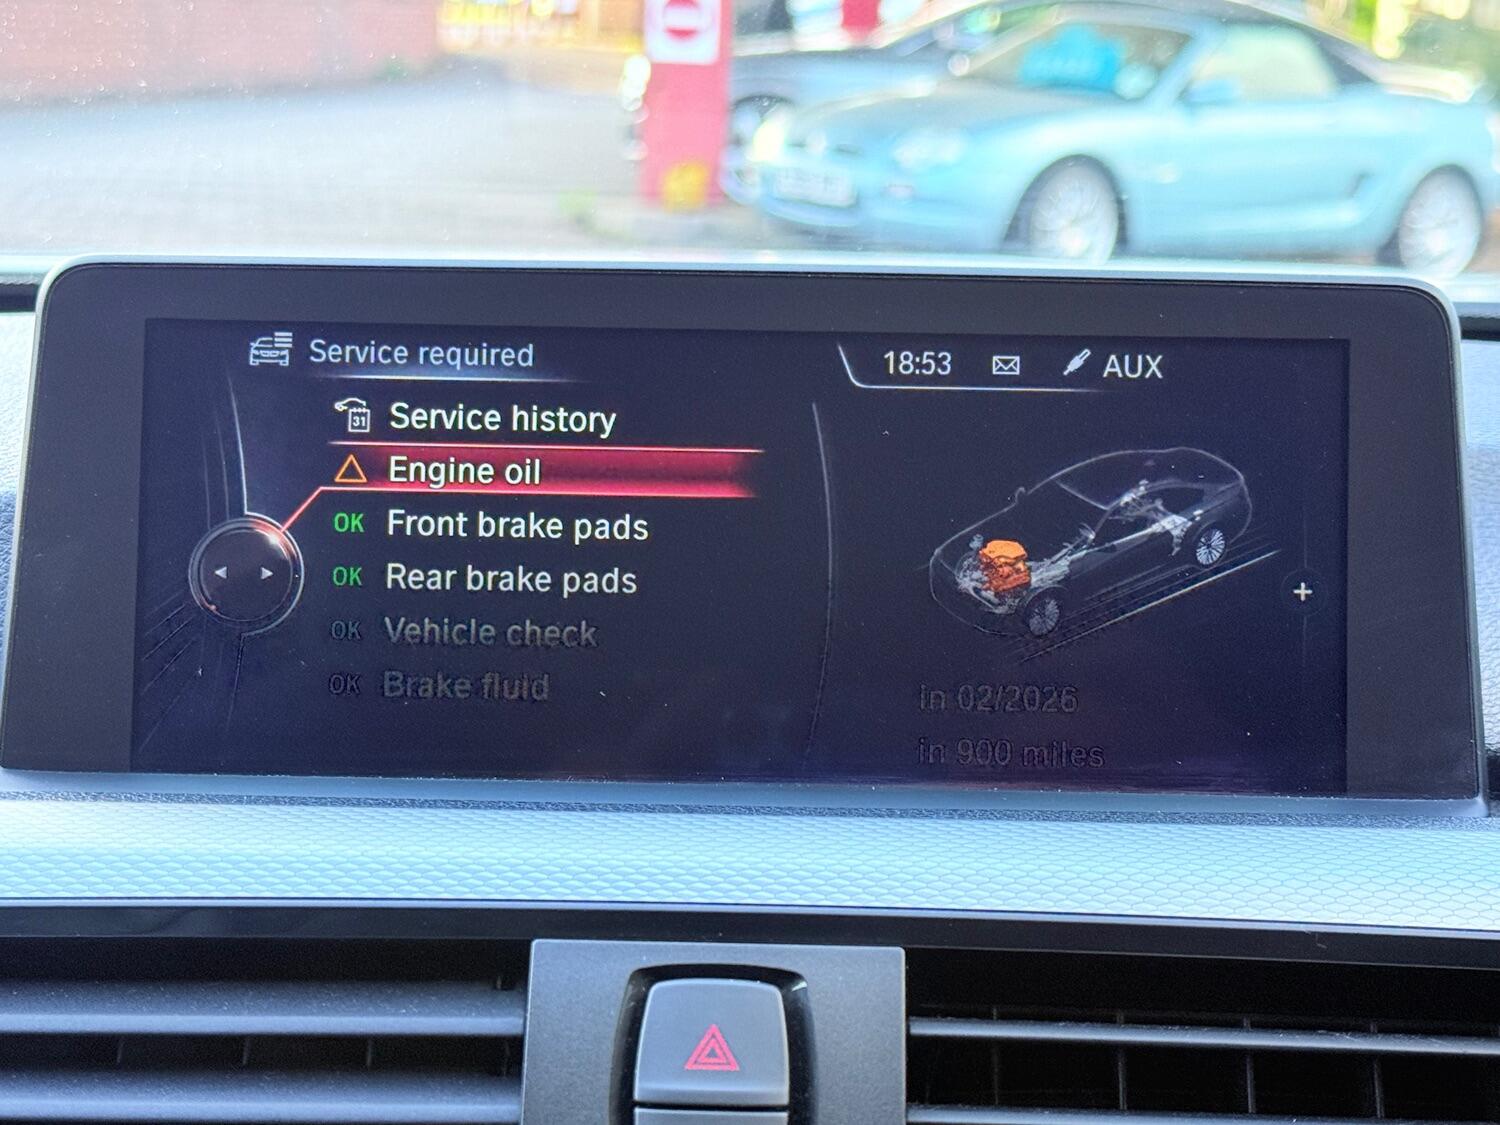 Service required
18:53
AUX
31
Service history
Engine oil
OK Front brake pads
OK Rear brake pads
OK Vehicle check
OK Brake fluid
+
in 02/2026
in 900 miles